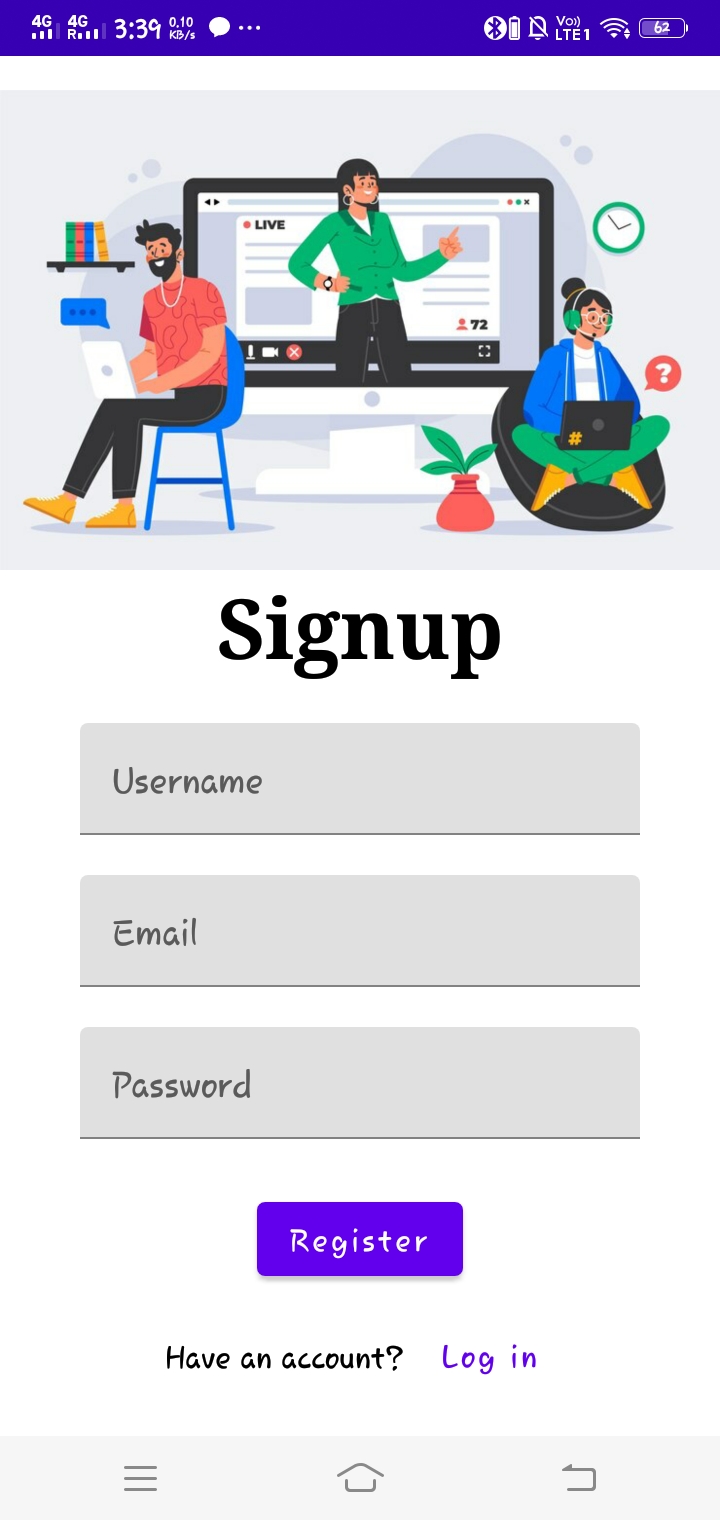 4G 4G R 3:39 0.10 KB/s ... Vo)) LTE1 62
LIVE
72
?
#
Signup
Username
Email
Password
Register
Have an account? Log in